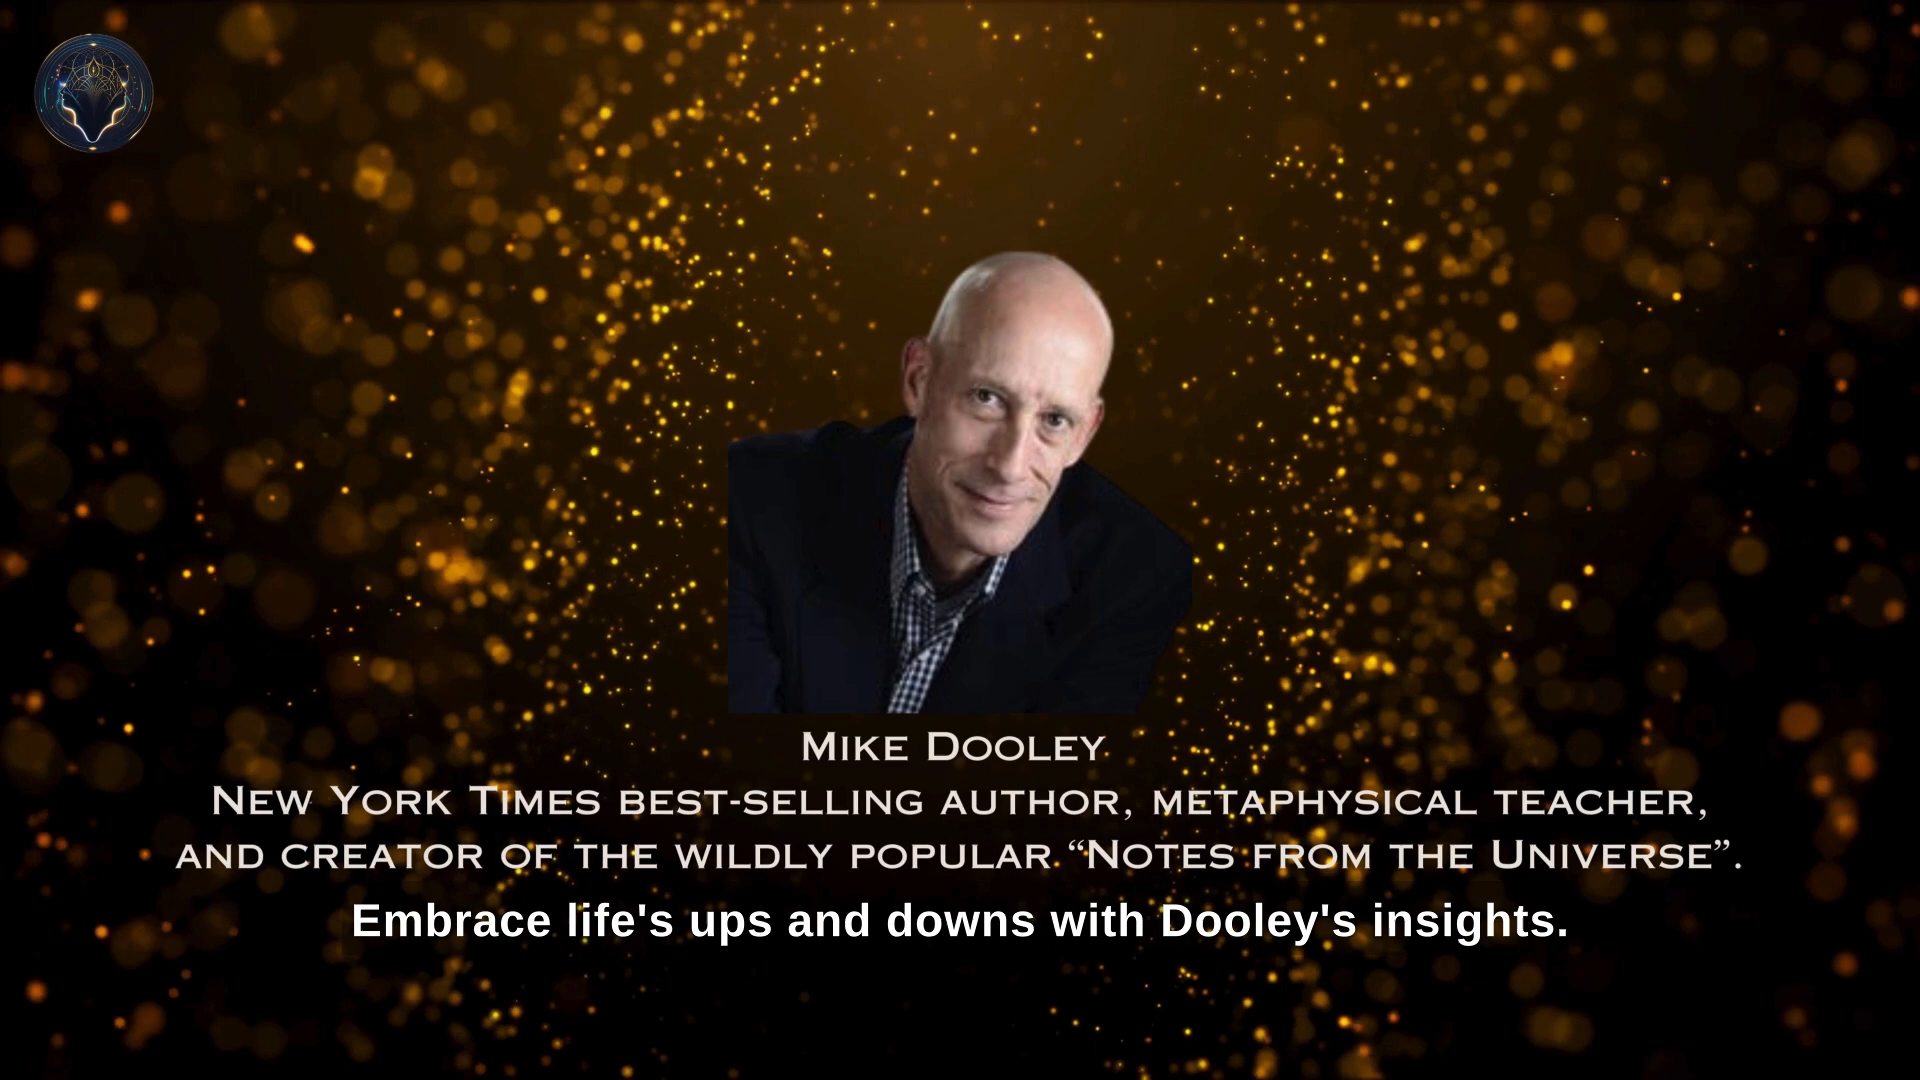 Mike Dooley
New York Times best-selling author, metaphysical teacher,
and creator of the wildly popular “Notes from the Universe”.
Embrace life's ups and downs with Dooley's insights.